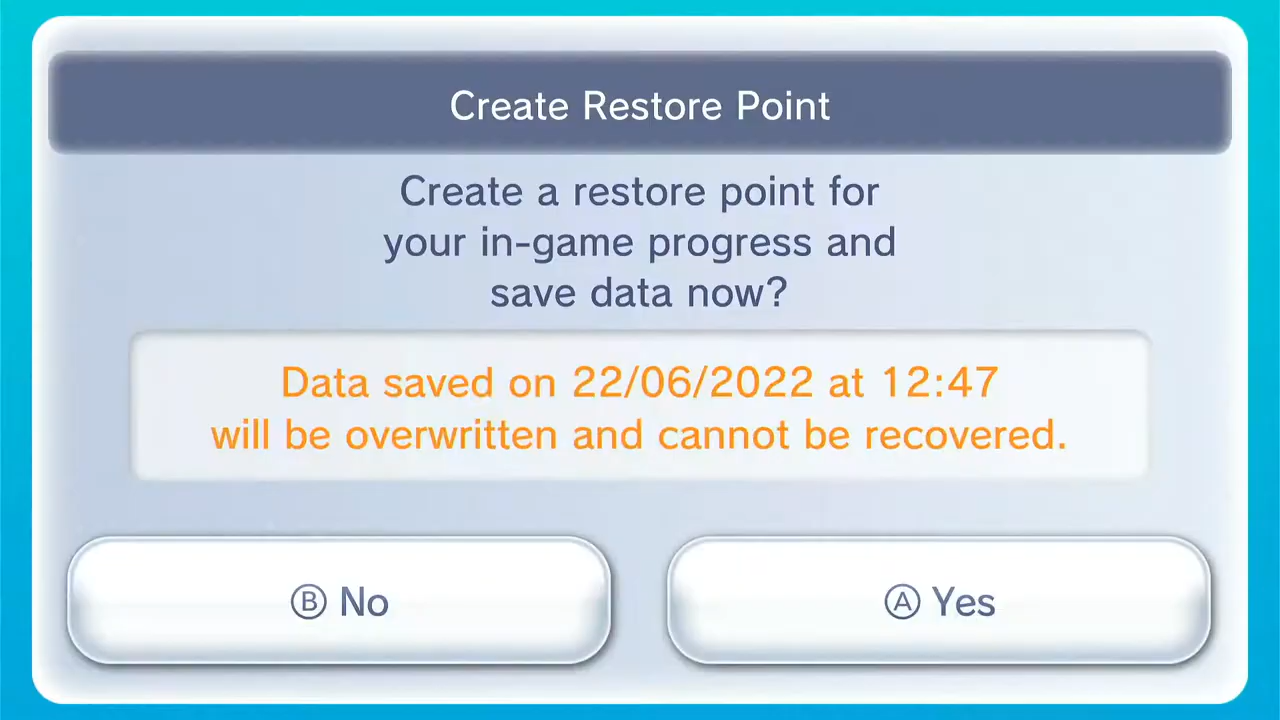 Create Restore Point
Create a restore point for
your in-game progress and
save data now?
Data saved on 22/06/2022 at 12:47
will be overwritten and cannot be recovered.
Ⓑ No
Ⓐ Yes